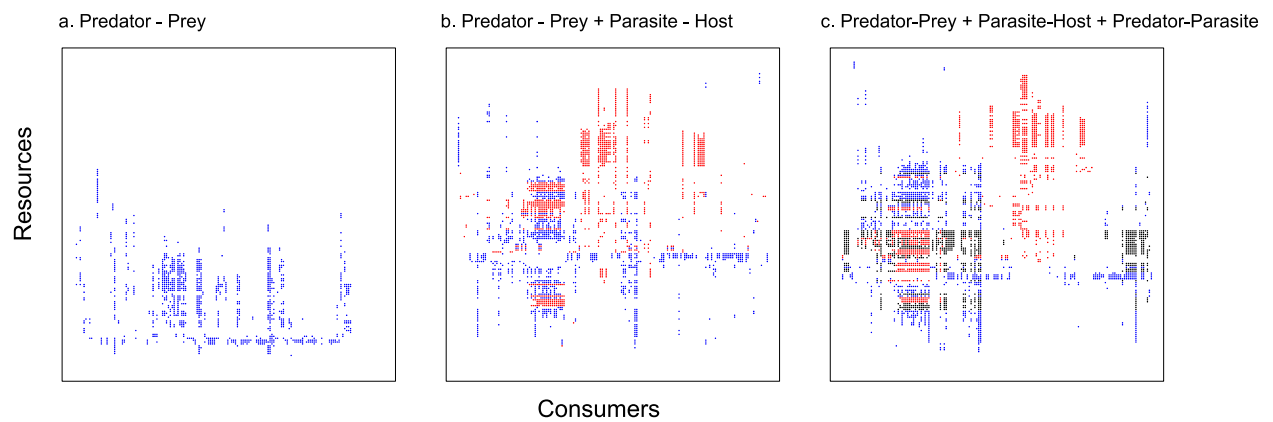 a. Predator - Prey
b. Predator - Prey + Parasite - Host
c. Predator-Prey + Parasite-Host + Predator-Parasite
Resources
Consumers